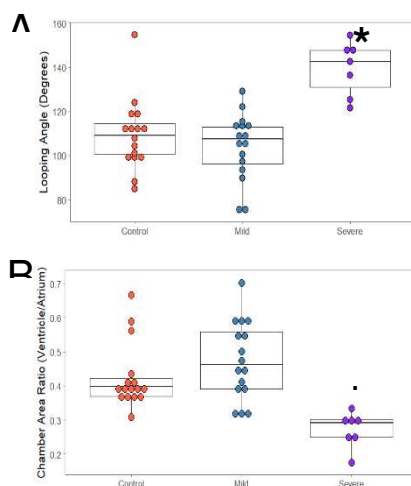 A
160
140
120
100
80
Looping Angle (Degrees)
Control Mild Severe
*
B
0.7
0.6
0.5
0.4
0.3
0.2
Chamber Area Ratio (Ventricle/Atrium)
.
Control Mild Severe